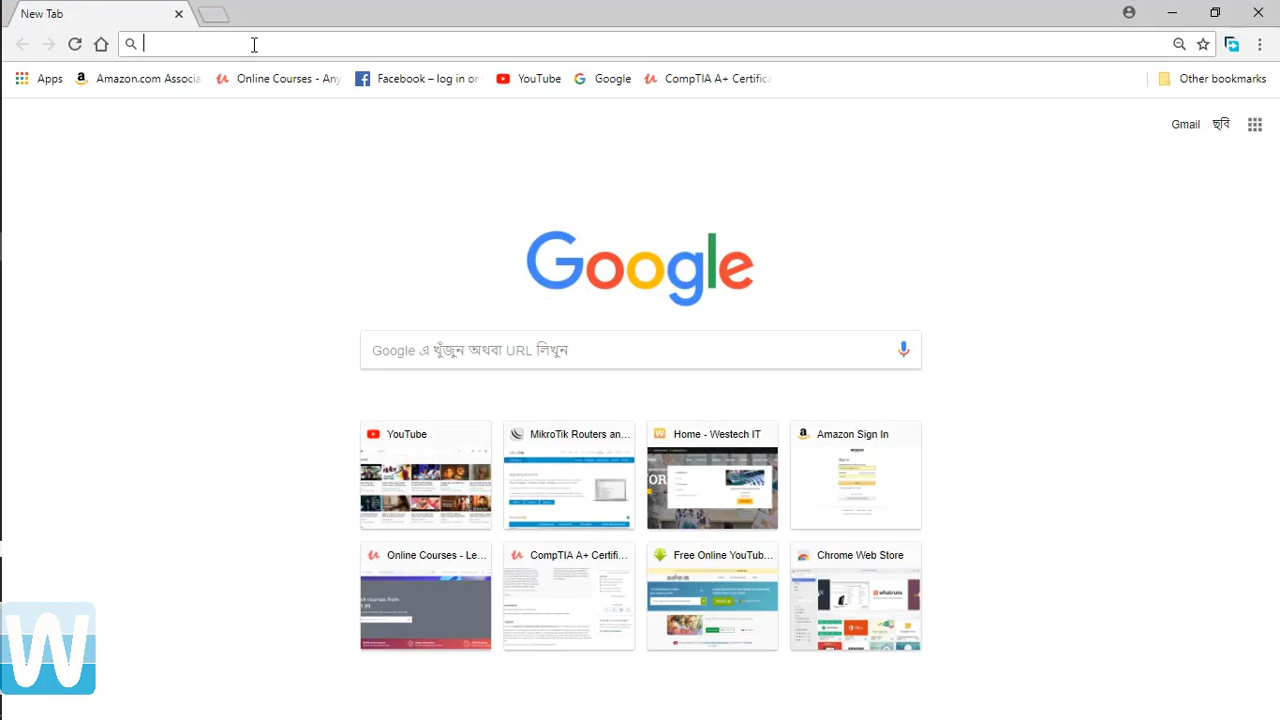 New Tab
Apps
Amazon.com Associa
Online Courses - Any
Facebook – log in or
YouTube
Google
CompTIA A+ Certifica
Other bookmarks
Gmail
ছবি
Google
Google এ খুঁজুন অথবা URL লিখুন
YouTube
MikroTik Routers an...
Home - Westech IT
Amazon Sign In
Online Courses - Le...
CompTIA A+ Certifi...
Free Online YouTub...
Chrome Web Store
W